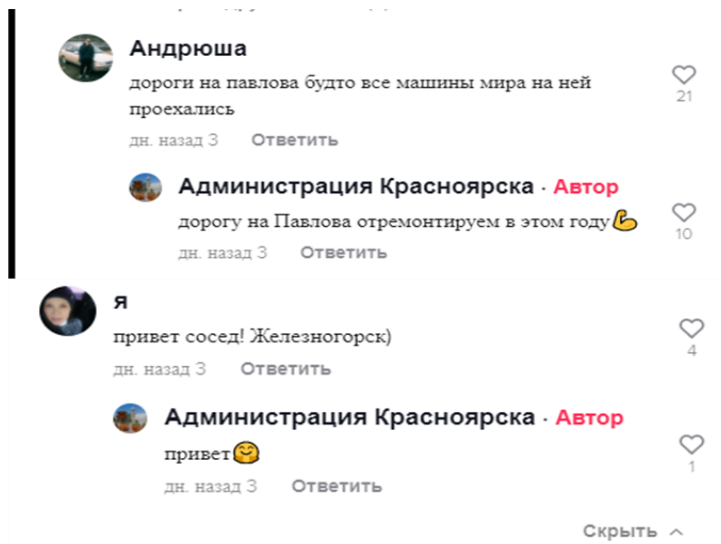 Андрюша
дороги на павлова будто все машины мира на ней
проехались
21
дн. назад 3 Ответить
Администрация Красноярска · Автор
дорогу на Павлова отремонтируем в этом году💪
10
дн. назад 3 Ответить
я
привет сосед! Железногорск)
4
дн. назад 3 Ответить
Администрация Красноярска · Автор
привет🤗
1
дн. назад 3 Ответить
Скрыть